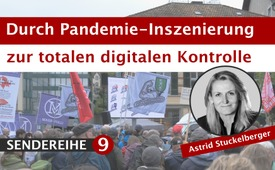 Durch Pandemie-Inszenierung
zur totalen digitalen Kontrolle
SENDEREIHE 9
Astrid Stuckelberger